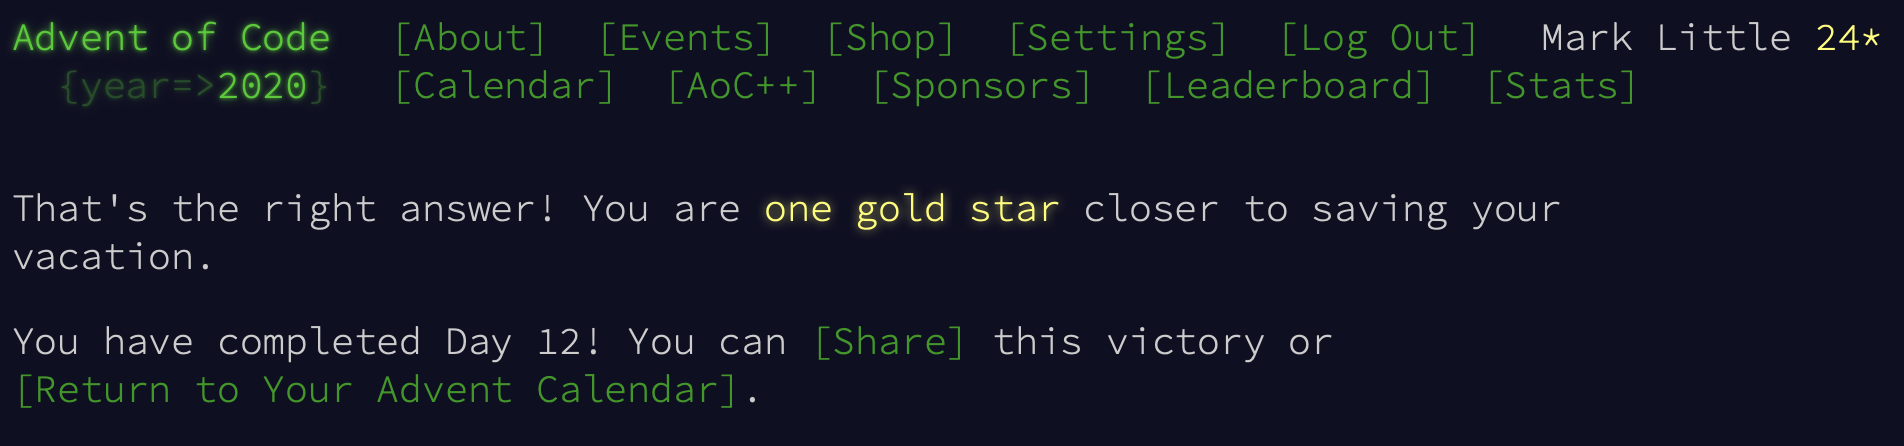 Advent of Code [About] [Events] [Shop] [Settings] [Log Out] Mark Little 24*
{year=>2020} [Calendar] [AoC++] [Sponsors] [Leaderboard] [Stats]
That's the right answer! You are one gold star closer to saving your
vacation.
You have completed Day 12! You can [Share] this victory or
[Return to Your Advent Calendar].